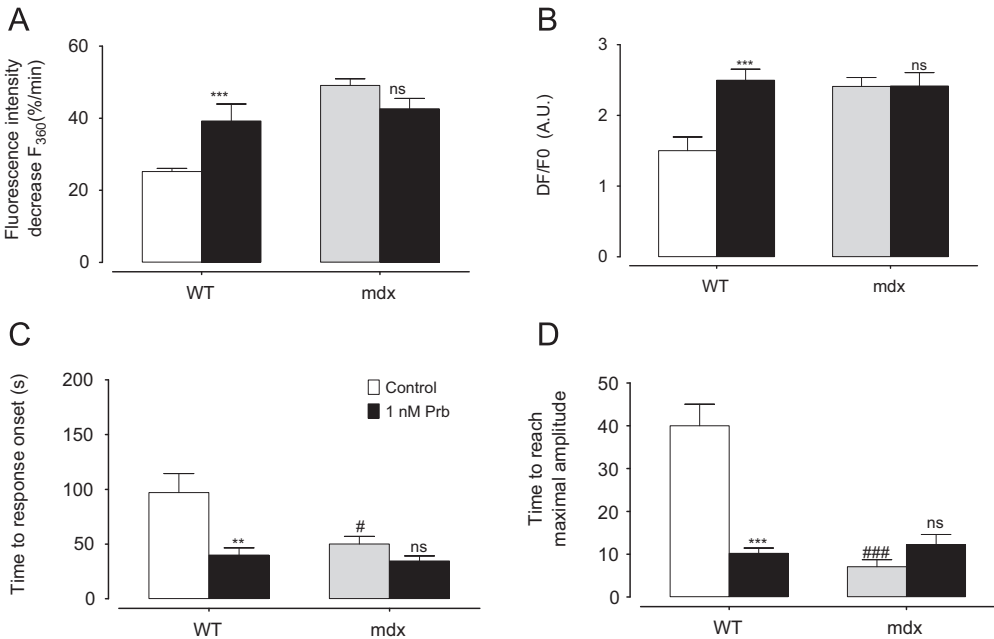 A
Fluorescence intensity
decrease F360(%/min)
60
40
20
0
***
ns
WT
mdx
B
DF/F0 (A.U.)
3
2
1
0
***
ns
WT
mdx
C
Time to response onset (s)
200
150
100
50
0
Control
1 nM Prb
**
#
ns
WT
mdx
D
Time to reach
maximal amplitude
50
40
30
20
10
0
***
###
ns
WT
mdx